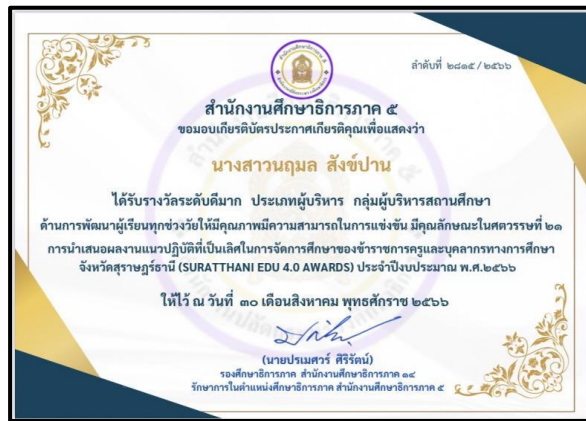 ลำดับที่ ๒๘๑๕/๒๕๖๖
สำนักงานศึกษาธิการภาค ๕
ขอมอบเกียรติบัตรประกาศเกียรติคุณเพื่อแสดงว่า
นางสาวนฤมล สังข์ปาน
ได้รับรางวัลระดับดีมาก ประเภทผู้บริหาร กลุ่มผู้บริหารสถานศึกษา
ด้านการพัฒนาผู้เรียนทุกช่วงวัยให้มีคุณภาพมีความสามารถในการแข่งขัน มีคุณลักษณะในศตวรรษที่ ๒๑
การนำเสนอผลงานแนวปฏิบัติที่เป็นเลิศในการจัดการศึกษาของข้าราชการครูและบุคลากรทางการศึกษา
จังหวัดสุราษฎร์ธานี (SURATTHANI EDU 4.0 AWARDS) ประจำปีงบประมาณ พ.ศ.๒๕๖๖
ให้ไว้ ณ วันที่ ๓๐ เดือนสิงหาคม พุทธศักราช ๒๕๖๖
(นายปรเมศวร์ ศิริรัตน์)
รองศึกษาธิการภาค สำนักงานศึกษาธิการภาค ๑๔
รักษาการในตำแหน่งศึกษาธิการภาค สำนักงานศึกษาธิการภาค ๕